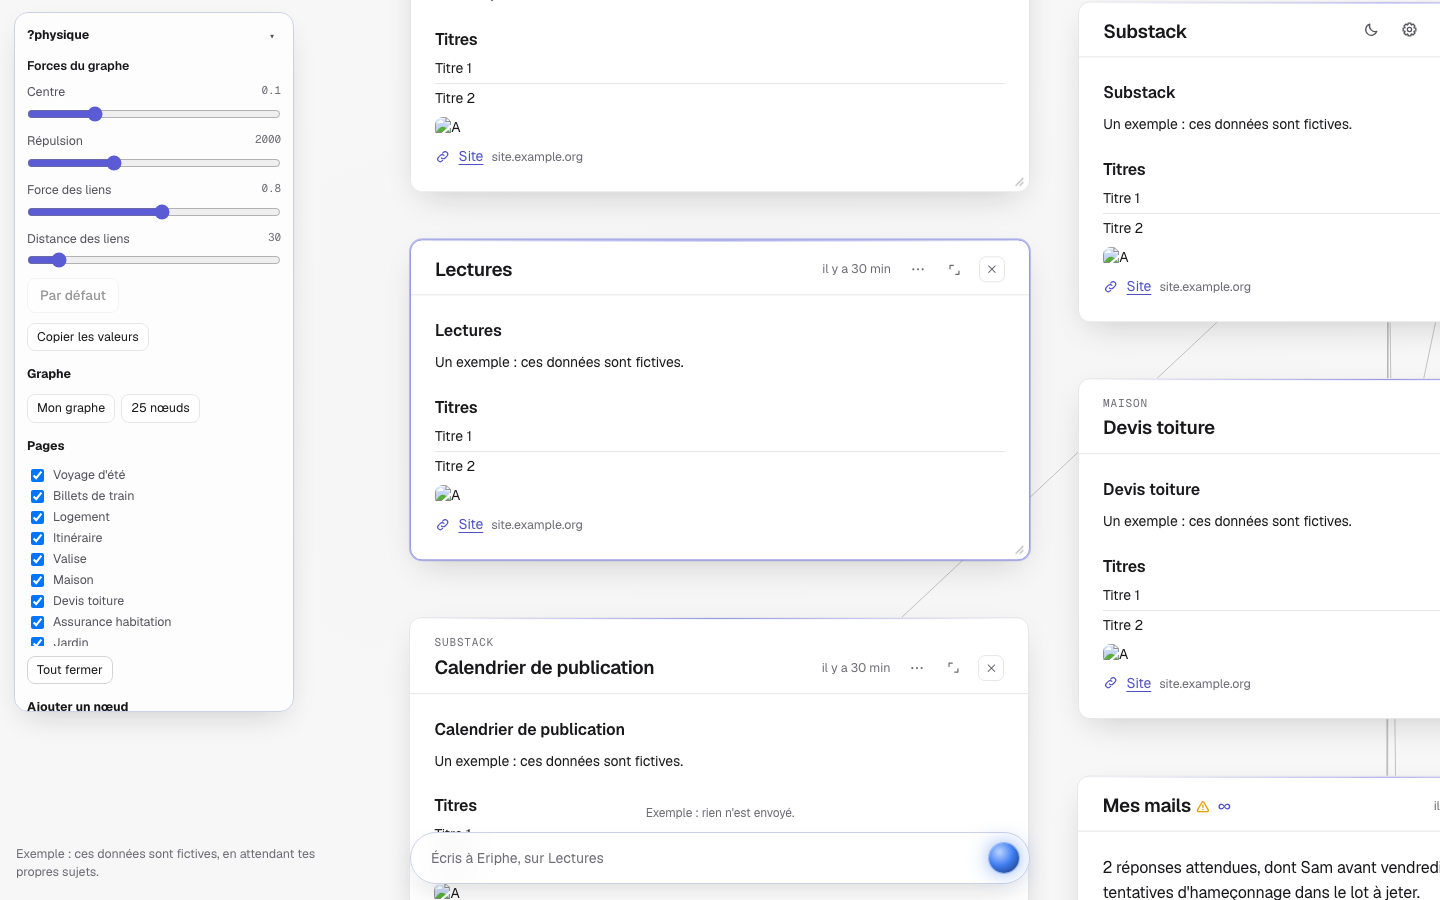 ?physique
Forces du graphe
Centre 0.1
Répulsion 2000
Force des liens 0.8
Distance des liens 30
Par défaut
Copier les valeurs
Graphe
Mon graphe 25 nœuds
Pages
Voyage d'été
Billets de train
Logement
Itinéraire
Valise
Maison
Devis toiture
Assurance habitation
Jardin
Tout fermer
Ajouter un nœud
Exemple : ces données sont fictives, en attendant tes
propres sujets.
Titres
Titre 1
Titre 2
A
Site site.example.org
Lectures il y a 30 min
Lectures
Un exemple : ces données sont fictives.
Titres
Titre 1
Titre 2
A
Site site.example.org
SUBSTACK
Calendrier de publication il y a 30 min
Calendrier de publication
Un exemple : ces données sont fictives.
Titres
Exemple : rien n'est envoyé.
Titre 1
Écris à Eriphe, sur Lectures
A
Substack
Substack
Un exemple : ces données sont fictives.
Titres
Titre 1
Titre 2
A
Site site.example.org
MAISON
Devis toiture
Devis toiture
Un exemple : ces données sont fictives.
Titres
Titre 1
Titre 2
A
Site site.example.org
Mes mails il
2 réponses attendues, dont Sam avant vendredi
tentatives d'hameçonnage dans le lot à jeter.